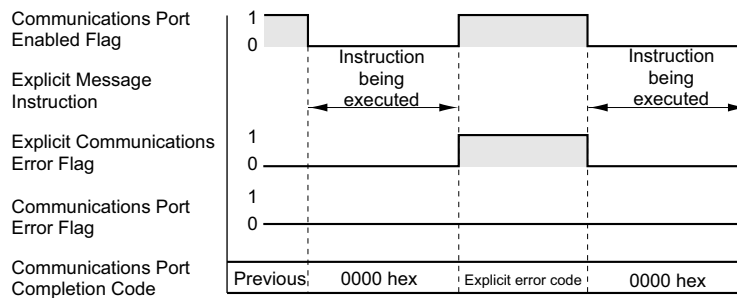 Communications Port
Enabled Flag
1
0
Explicit Message
Instruction
Instruction
being
executed
Instruction
being
executed
Explicit Communications
Error Flag
1
0
Communications Port
Error Flag
1
0
Communications Port
Completion Code
Previous
0000 hex
Explicit error code
0000 hex